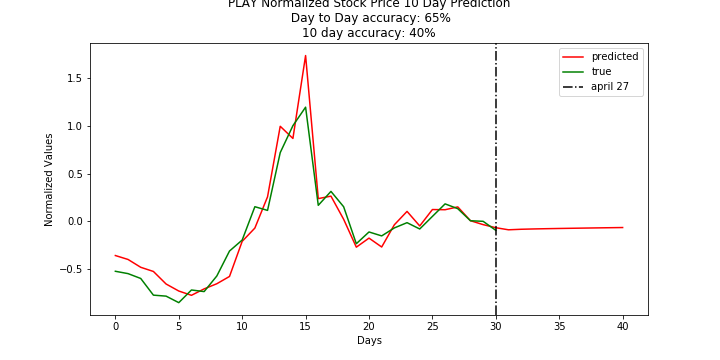 PLAY Normalized Stock Price 10 Day Prediction
Day to Day accuracy: 65%
10 day accuracy: 40%
predicted
true
april 27
1.5
1.0
0.5
0.0
−0.5
Normalized Values
0 5 10 15 20 25 30 35 40
Days